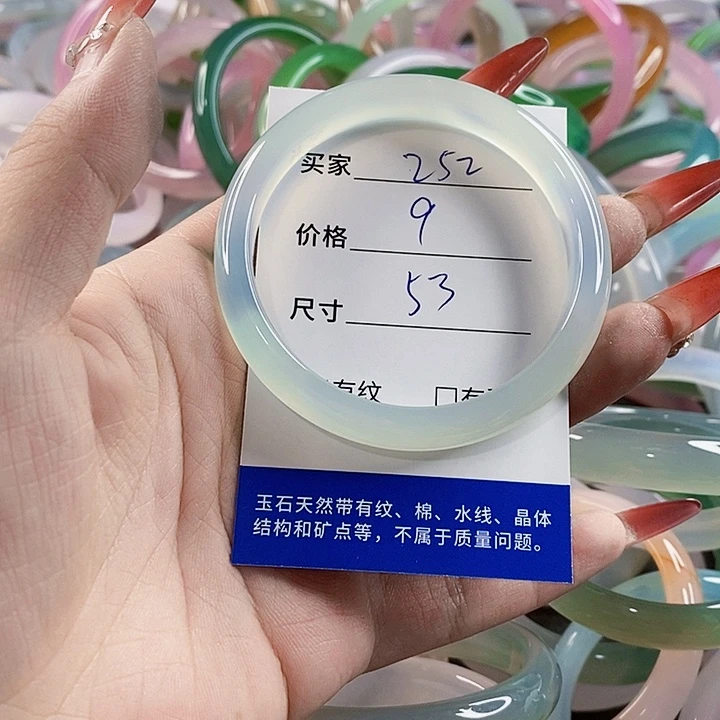 买家 252
价格 9
尺寸 53
有纹 □有
玉石天然带有纹、棉、水线、晶体
结构和矿点等，不属于质量问题。